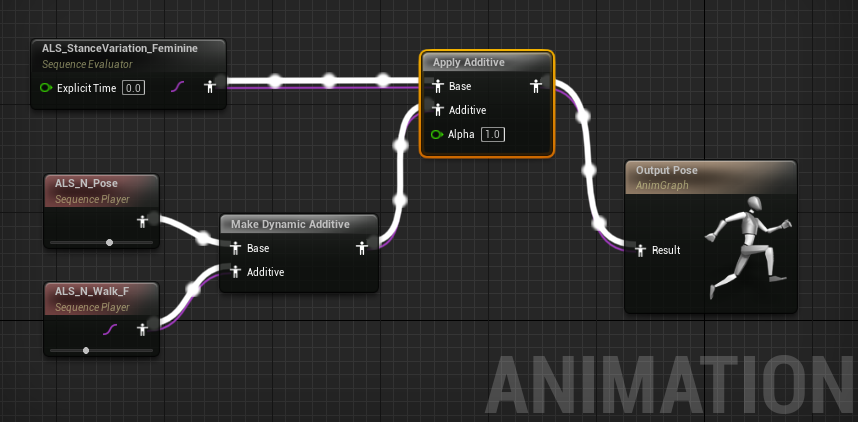 ALS_StanceVariation_Feminine
Sequence Evaluator
Explicit Time 0.0
Apply Additive
Base
Additive
Alpha 1.0
ALS_N_Pose
Sequence Player
Make Dynamic Additive
Base
Additive
ALS_N_Walk_F
Sequence Player
Output Pose
AnimGraph
Result
ANIMATION